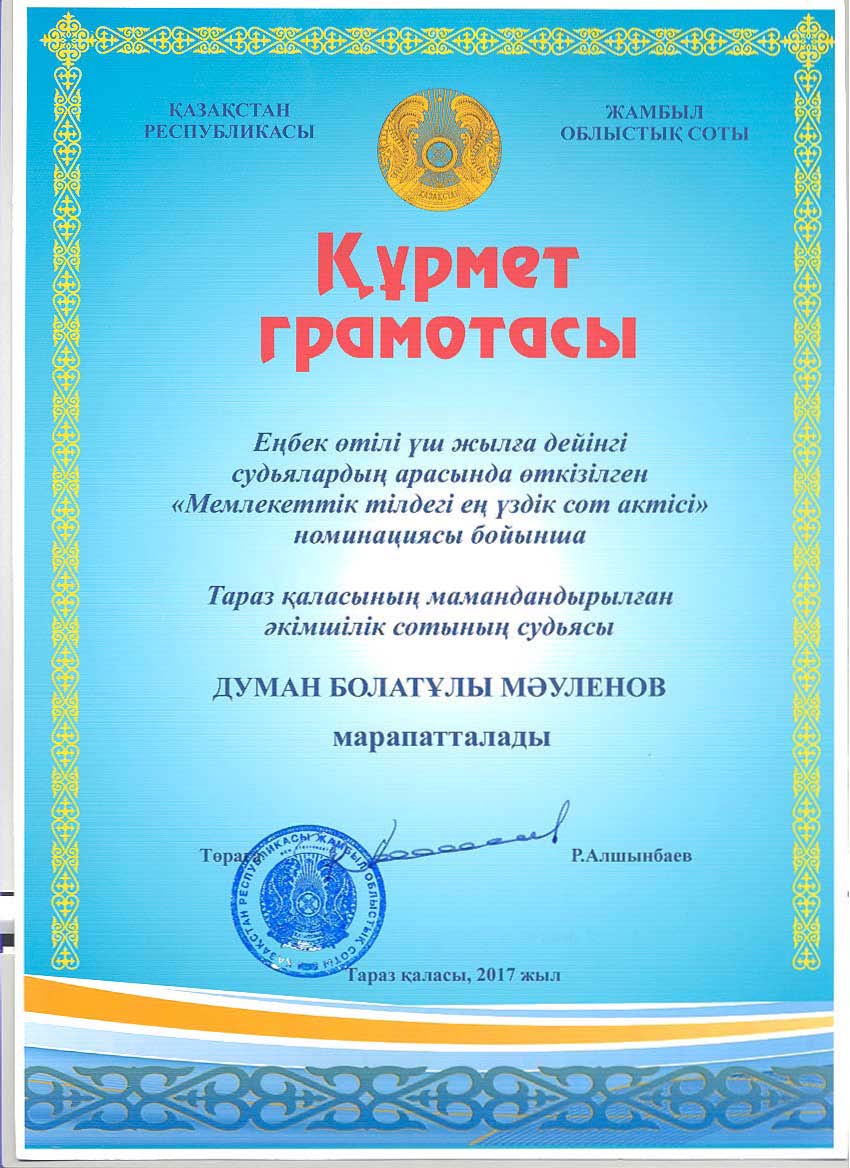 ҚАЗАҚСТАН
РЕСПУБЛИКАСЫ
ЖАМБЫЛ
ОБЛЫСТЫҚ СОТЫ
ҚАЗАҚСТАН
Құрмет
грамотасы
Еңбек өтілі үш жылға дейінгі
судьялардың арасында өткізілген
«Мемлекеттік тілдегі ең үздік сот актісі»
номинациясы бойынша
Тараз қаласының мамандандырылған
әкімшілік сотының судьясы
ДУМАН БОЛАТҰЛЫ МӘУЛЕНОВ
марапатталады
Төраға
Р.Алшынбаев
ҚАЗАҚСТАН РЕСПУБЛИКАСЫ ЖАМБЫЛ ОБЛЫСТЫҚ СОТЫ
Тараз қаласы, 2017 жыл